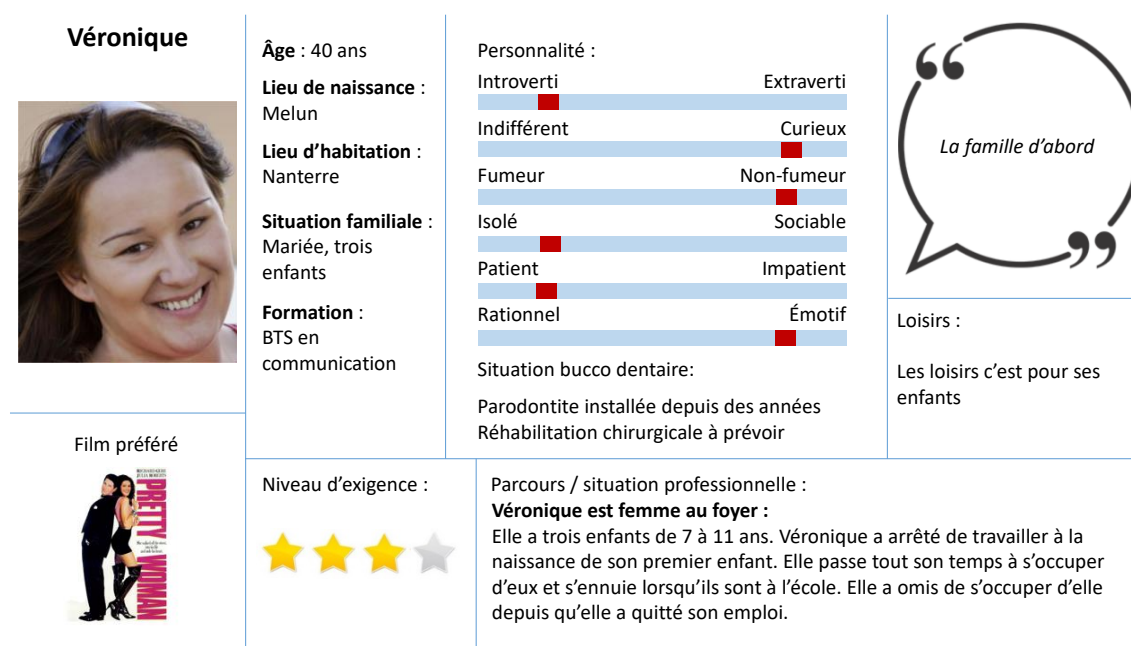 Véronique
Film préféré
RICHARD GERE
JULIA ROBERTS
PRETTY WOMAN
Âge : 40 ans
Lieu de naissance :
Melun
Lieu d'habitation :
Nanterre
Situation familiale :
Mariée, trois
enfants
Formation :
BTS en
communication
Personnalité :
Introverti Extraverti
Indifférent Curieux
Fumeur Non-fumeur
Isolé Sociable
Patient Impatient
Rationnel Émotif
Situation bucco dentaire:
Parodontite installée depuis des années
Réhabilitation chirurgicale à prévoir
“
La famille d'abord
”
Loisirs :
Les loisirs c'est pour ses
enfants
Niveau d'exigence :
Parcours / situation professionnelle :
Véronique est femme au foyer :
Elle a trois enfants de 7 à 11 ans. Véronique a arrêté de travailler à la
naissance de son premier enfant. Elle passe tout son temps à s'occuper
d'eux et s'ennuie lorsqu'ils sont à l'école. Elle a omis de s'occuper d'elle
depuis qu'elle a quitté son emploi.